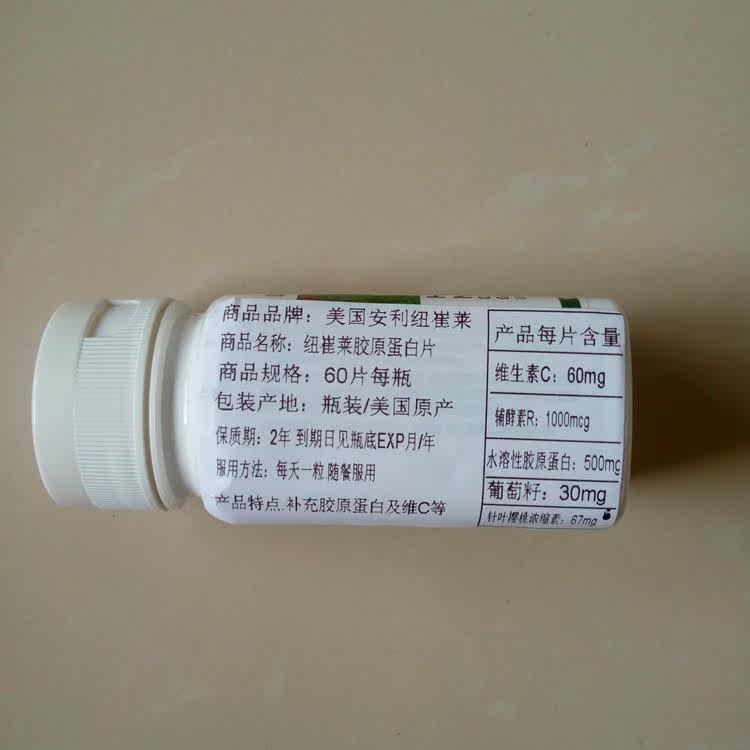 商品品牌：美国安利纽崔莱
商品名称：纽崔莱胶原蛋白片
商品规格：60片每瓶
包装产地：瓶装/美国原产
保质期：2年 到期日见瓶底EXP月/年
服用方法：每天一粒 随餐服用
产品特点.补充胶原蛋白及维C等
产品每片含量
维生素C：60mg
辅酵素R：1000mcg
水溶性胶原蛋白：500mg
葡萄籽：30mg
针叶樱桃浓缩素：67mg